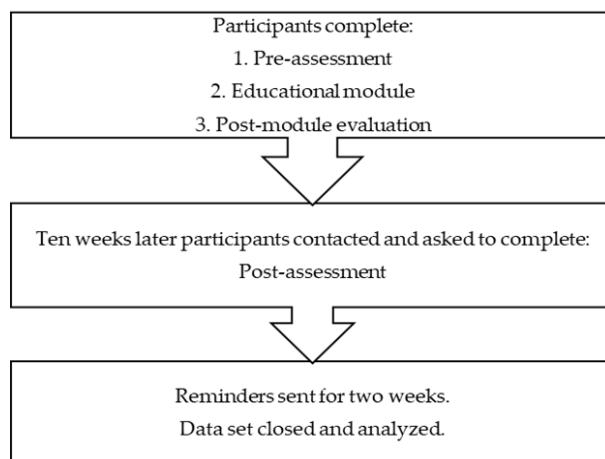 Participants complete:
1. Pre-assessment
2. Educational module
3. Post-module evaluation
Ten weeks later participants contacted and asked to complete:
Post-assessment
Reminders sent for two weeks.
Data set closed and analyzed.